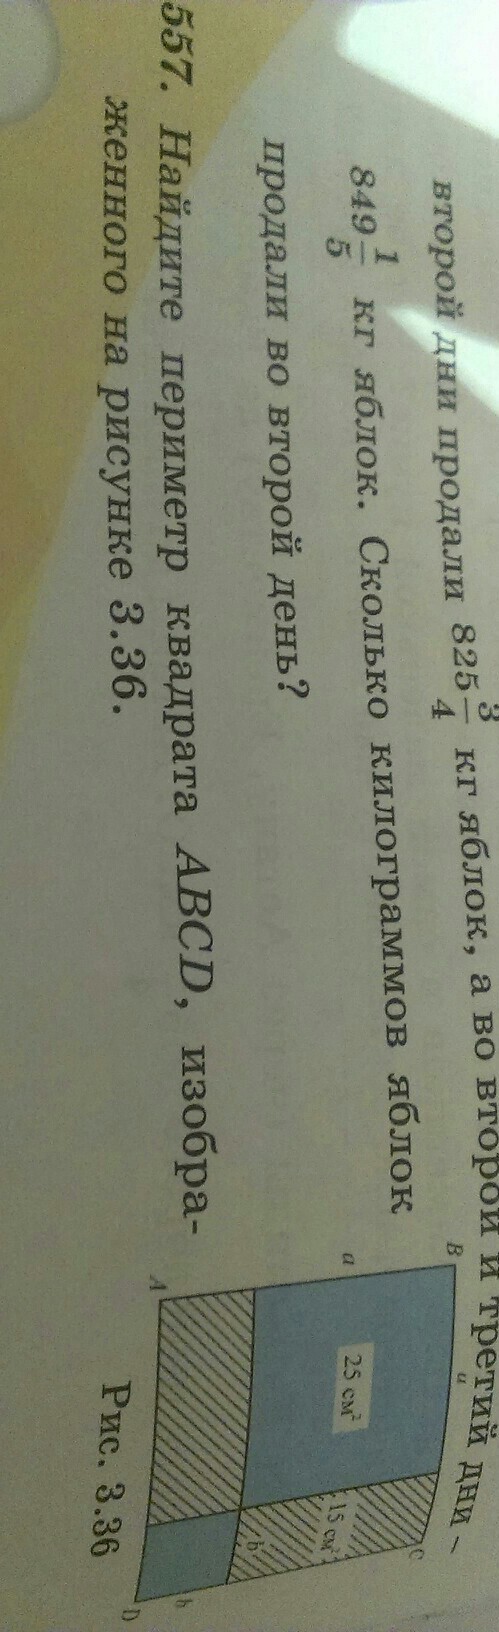 второй дни продали 825 3/4 кг яблок, а во второй и третий дни –
849 1/5 кг яблок. Сколько килограммов яблок
продали во второй день?
557. Найдите периметр квадрата ABCD, изобра-
женного на рисунке 3.36.
B
a
C
a
25 см²
15 см²
b
A
b
D
Рис. 3.36